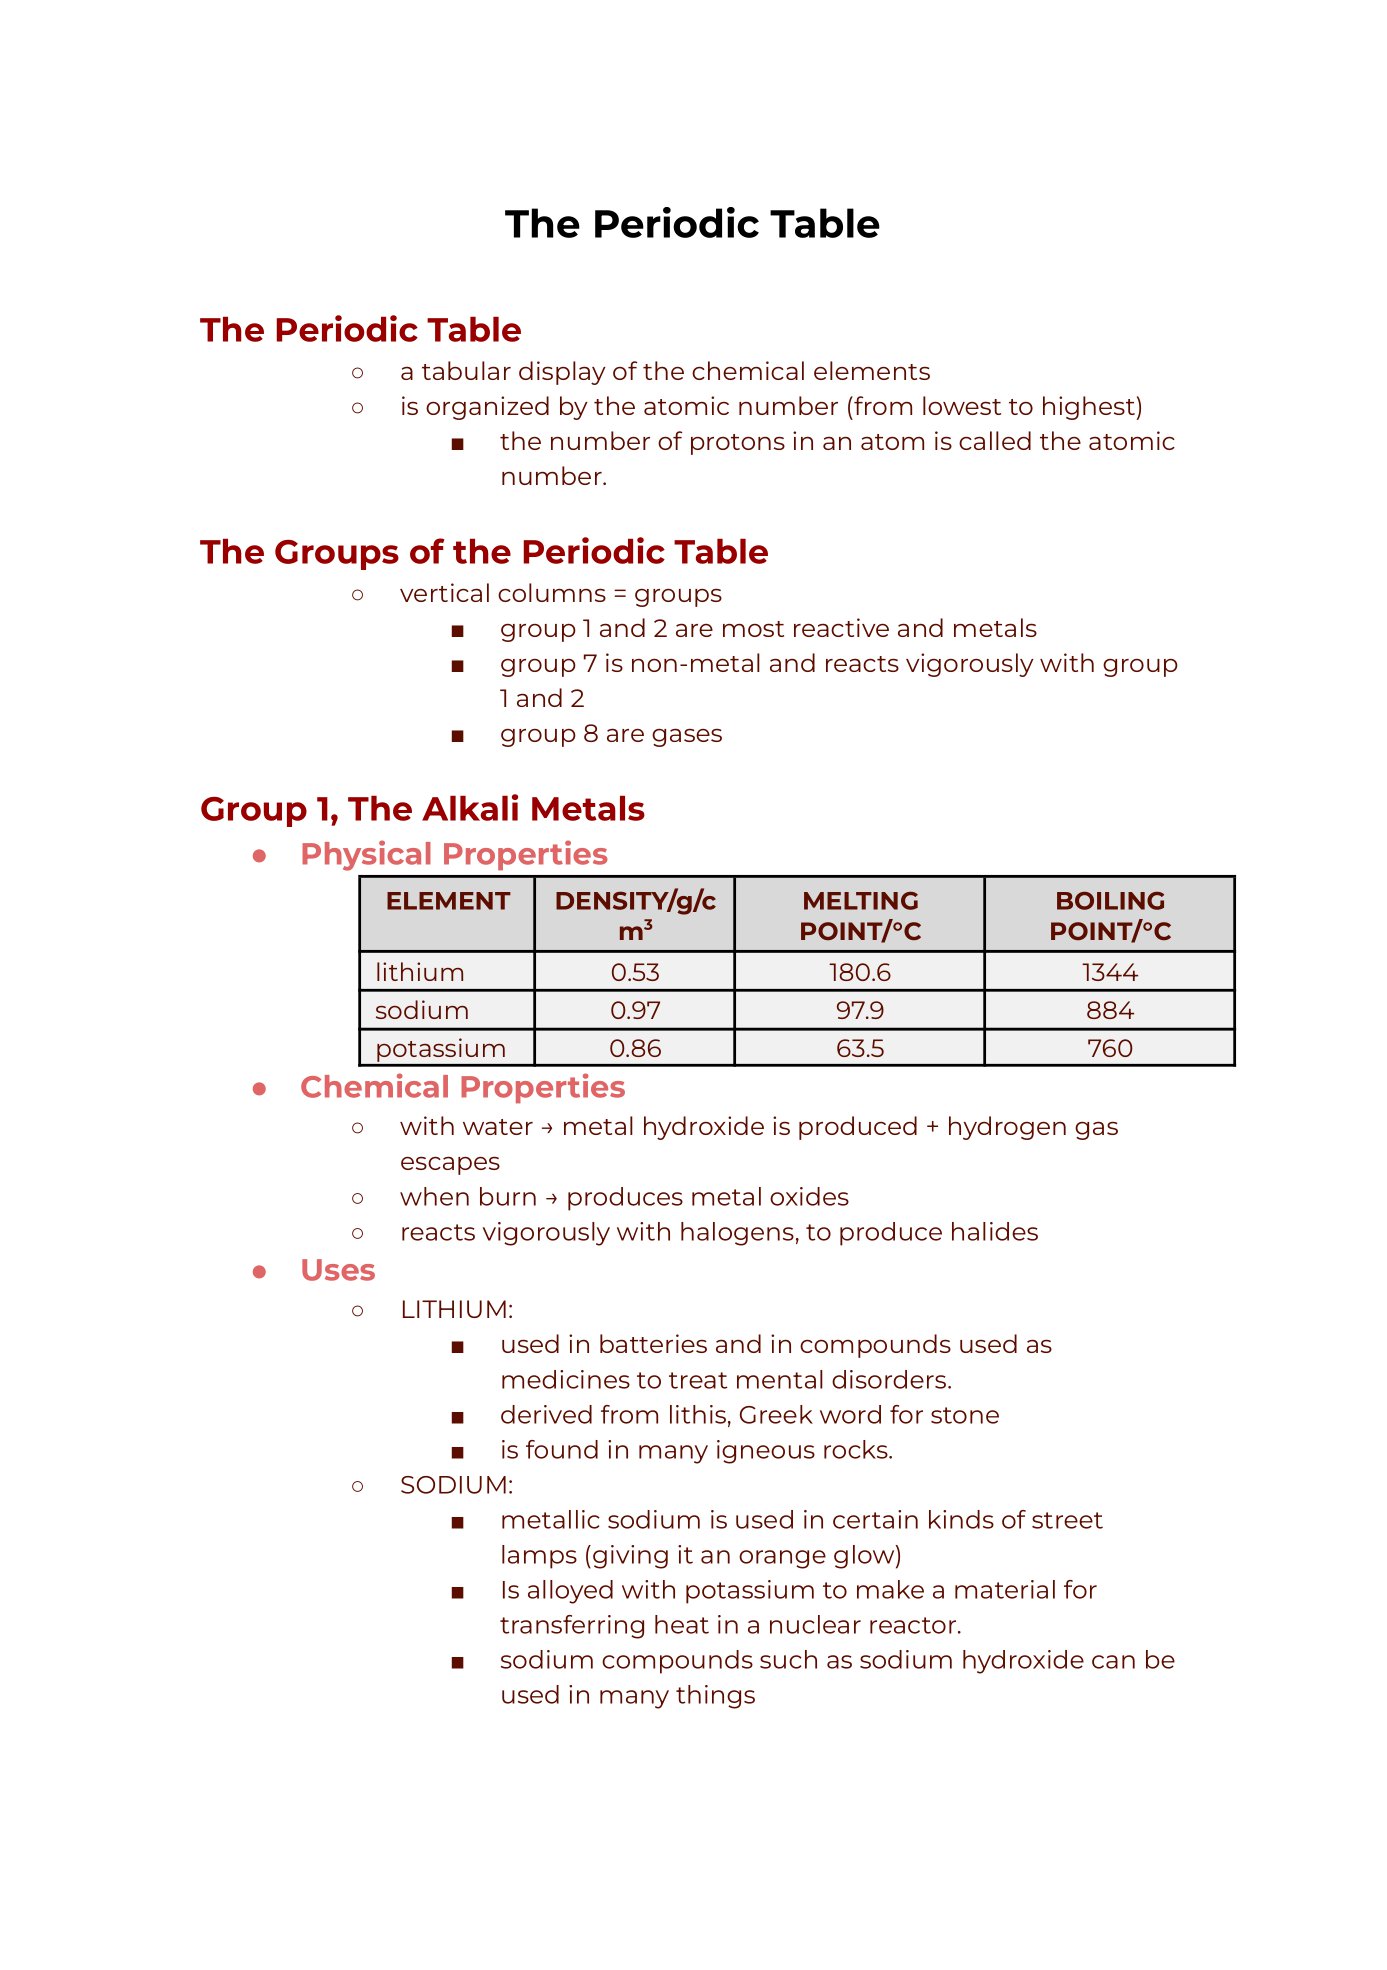 The Periodic Table
The Periodic Table
○ a tabular display of the chemical elements
○ is organized by the atomic number (from lowest to highest)
■ the number of protons in an atom is called the atomic
number.
The Groups of the Periodic Table
○ vertical columns = groups
■ group 1 and 2 are most reactive and metals
■ group 7 is non-metal and reacts vigorously with group
1 and 2
■ group 8 are gases
Group 1, The Alkali Metals
● Physical Properties
ELEMENT DENSITY/g/c MELTING BOILING
m³ POINT/°C POINT/°C
lithium 0.53 180.6 1344
sodium 0.97 97.9 884
potassium 0.86 63.5 760
● Chemical Properties
○ with water → metal hydroxide is produced + hydrogen gas
escapes
○ when burn → produces metal oxides
○ reacts vigorously with halogens, to produce halides
● Uses
○ LITHIUM:
■ used in batteries and in compounds used as
medicines to treat mental disorders.
■ derived from lithis, Greek word for stone
■ is found in many igneous rocks.
○ SODIUM:
■ metallic sodium is used in certain kinds of street
lamps (giving it an orange glow)
■ Is alloyed with potassium to make a material for
transferring heat in a nuclear reactor.
■ sodium compounds such as sodium hydroxide can be
used in many things